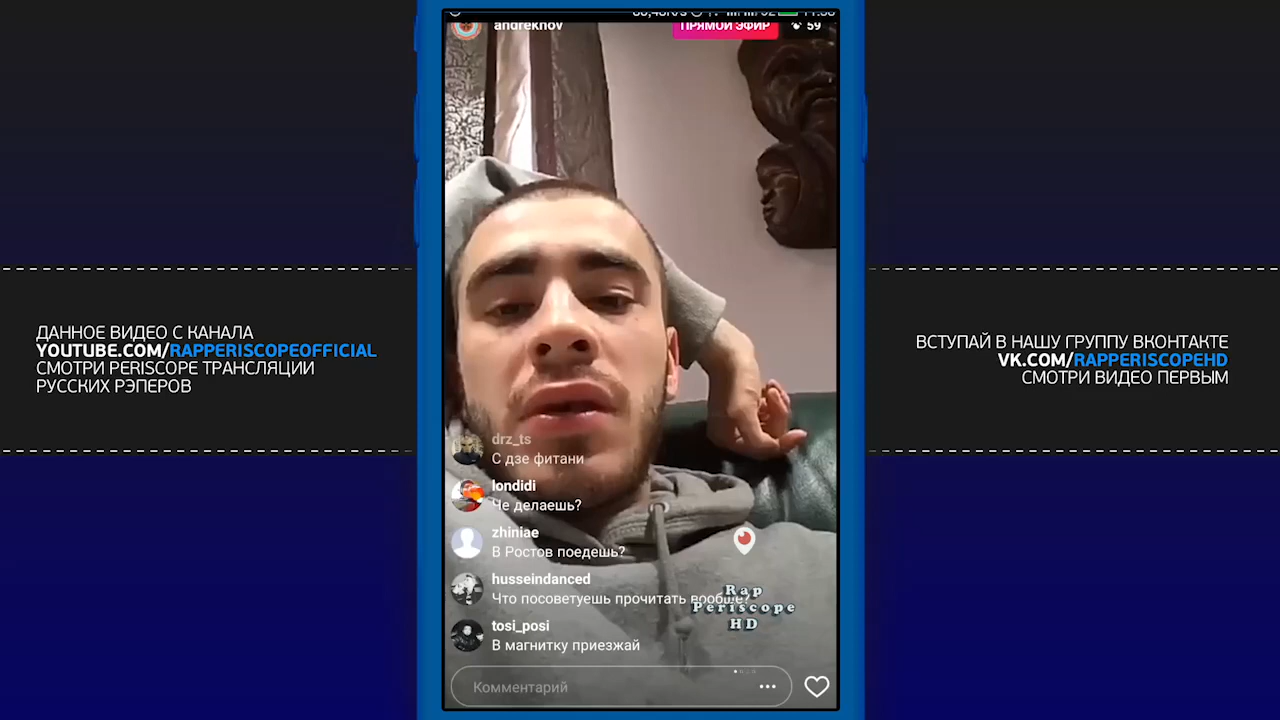 andreknov
ПРЯМОЙ ЭФИР
59
ДАННОЕ ВИДЕО С КАНАЛА
YOUTUBE.COM/RAPPERISCOPEOFFICIAL
СМОТРИ PERISCOPE ТРАНСЛЯЦИИ
РУССКИХ РЭПЕРОВ
ВСТУПАЙ В НАШУ ГРУППУ ВКОНТАКТЕ
VK.COM/RAPPERISCOPEHD
СМОТРИ ВИДЕО ПЕРВЫМ
drz_ts
С дзе фитани
londidi
Че делаешь?
zhiniae
В Ростов поедешь?
husseindanced
Что посоветуешь прочитать вообще?
tosi_posi
В магнитку приезжай
Rap
Periscope
HD
Комментарий